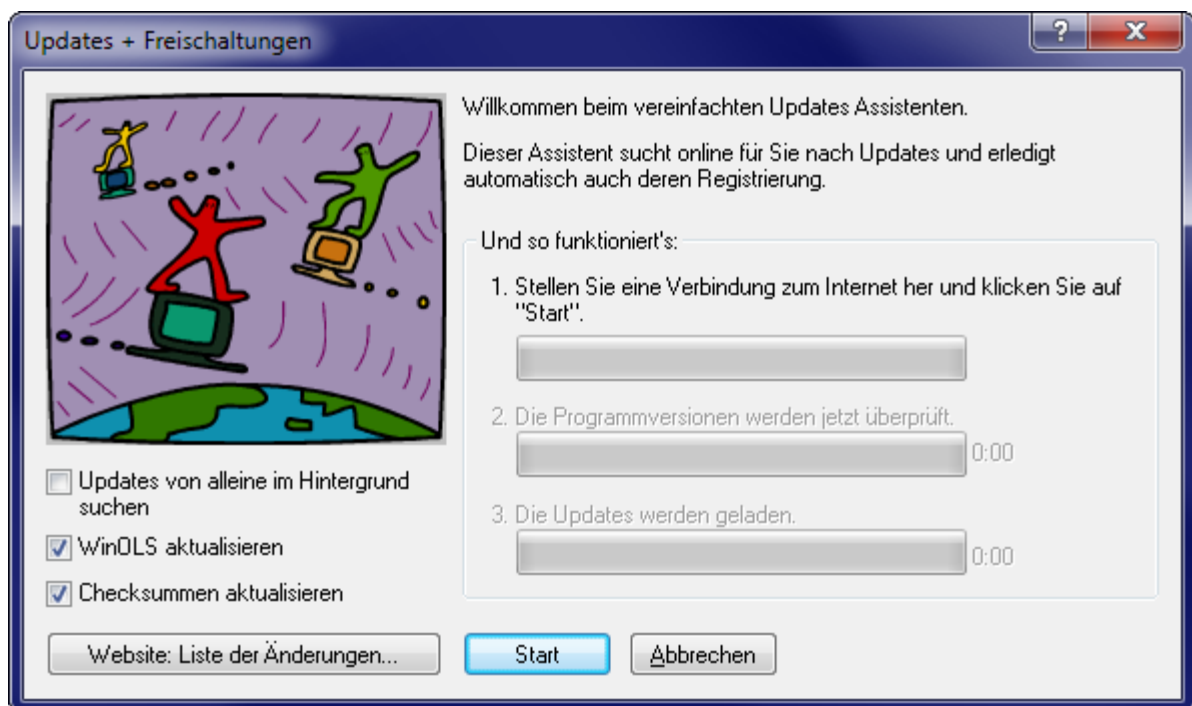 Updates + Freischaltungen
?
X
Willkommen beim vereinfachten Updates Assistenten.
Dieser Assistent sucht online für Sie nach Updates und erledigt
automatisch auch deren Registrierung.
Und so funktioniert's:
1. Stellen Sie eine Verbindung zum Internet her und klicken Sie auf
"Start".
2. Die Programmversionen werden jetzt überprüft.
0:00
3. Die Updates werden geladen.
0:00
Updates von alleine im Hintergrund
suchen
WinOLS aktualisieren
Checksummen aktualisieren
Website: Liste der Änderungen...
Start
Abbrechen